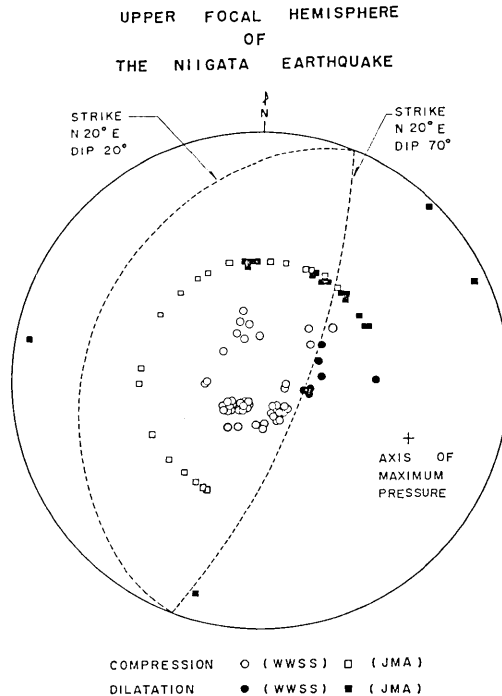 UPPER FOCAL HEMISPHERE
OF
THE NIIGATA EARTHQUAKE
N
STRIKE
N 20° E
DIP 20°
STRIKE
N 20° E
DIP 70°
AXIS OF
MAXIMUM
PRESSURE
COMPRESSION (WWSS) (JMA)
DILATATION (WWSS) (JMA)